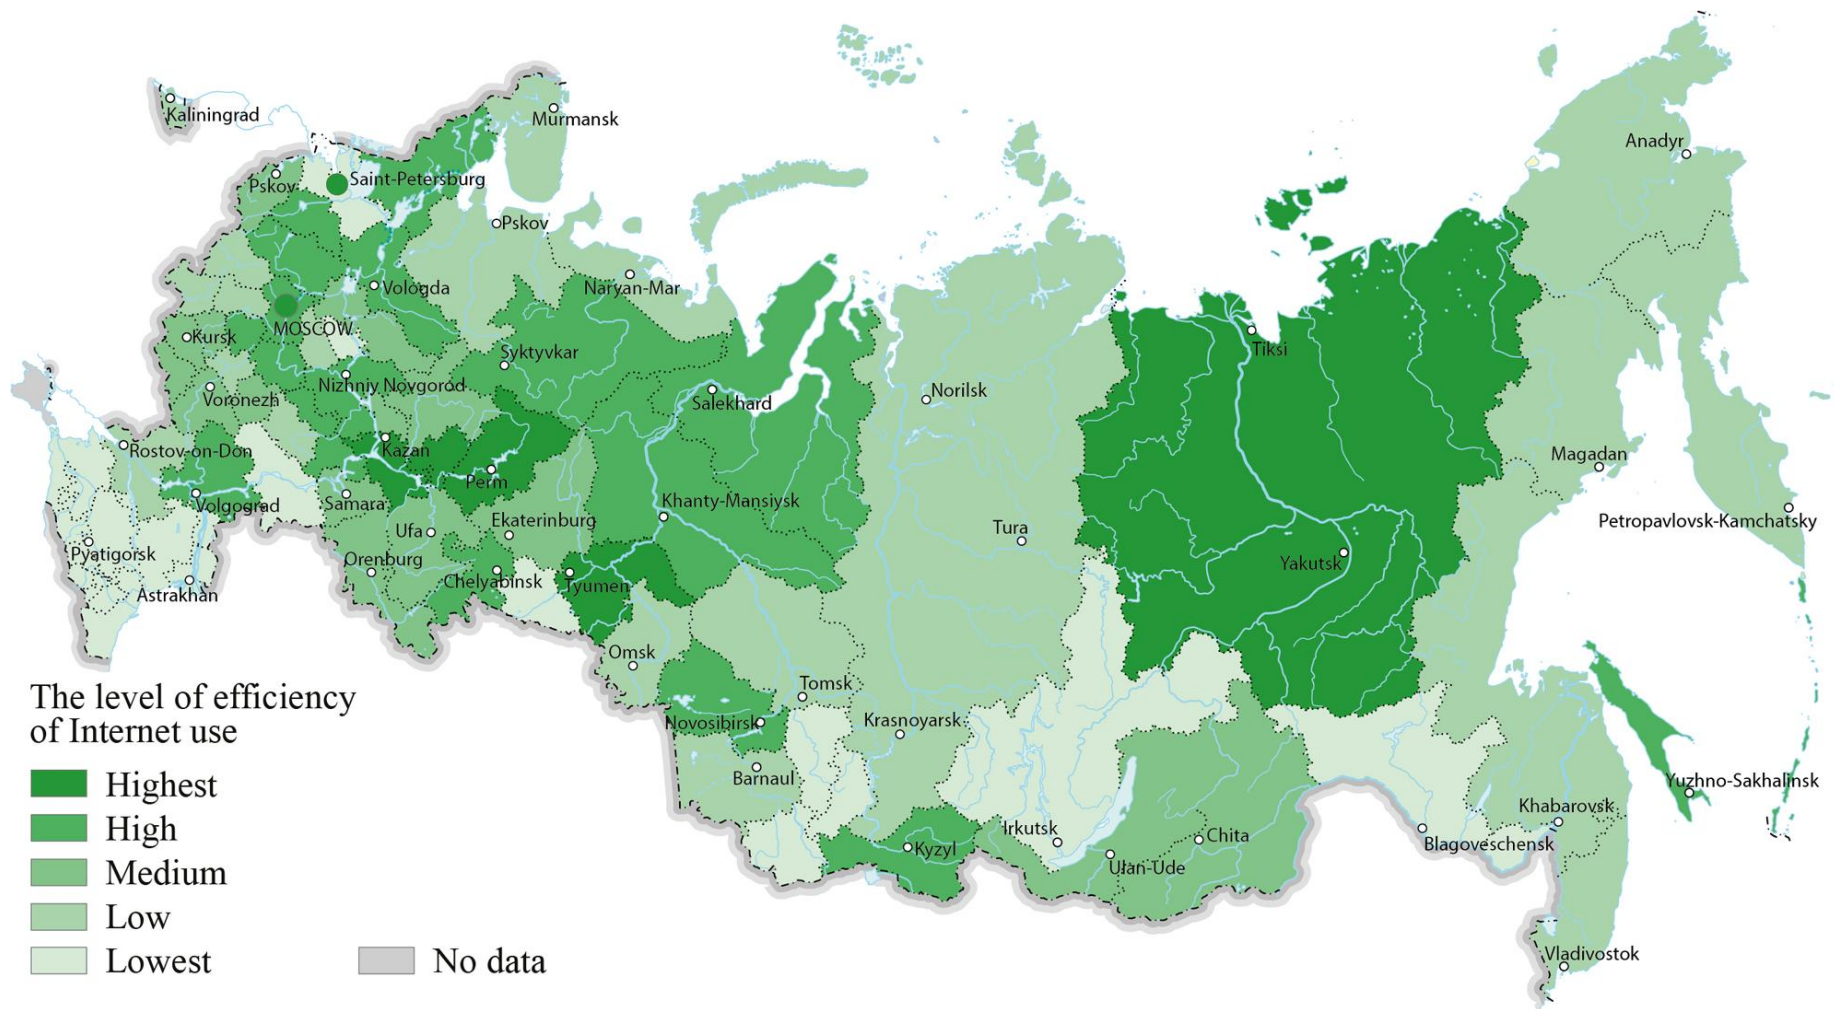 Kaliningrad
Murmansk
Anadyr
Pskov
Saint-Petersburg
Pskov
Naryan-Mar
Vologda
MOSCOW
Kursk
Tiksi
Syktyvkar
Nizhniy Novgorod
Voronezh
Salekhard
Norilsk
Rostov-on-Don
Kazan
Magadan
Perm
Samara
Volgograd
Khanty-Mansiysk
Petropavlovsk-Kamchatsky
Ekaterinburg
Ufa
Tura
Pyatigorsk
Orenburg
Yakutsk
Chelyabinsk
Tyumen
Astrakhan
Omsk
Tomsk
Novosibirsk
Krasnoyarsk
Barnaul
Yuzhno-Sakhalinsk
Khabarovsk
Irkutsk
Chita
Kyzyl
Blagoveschensk
Ulan-Ude
Vladivostok
The level of efficiency
of Internet use
Highest
High
Medium
Low
Lowest
No data